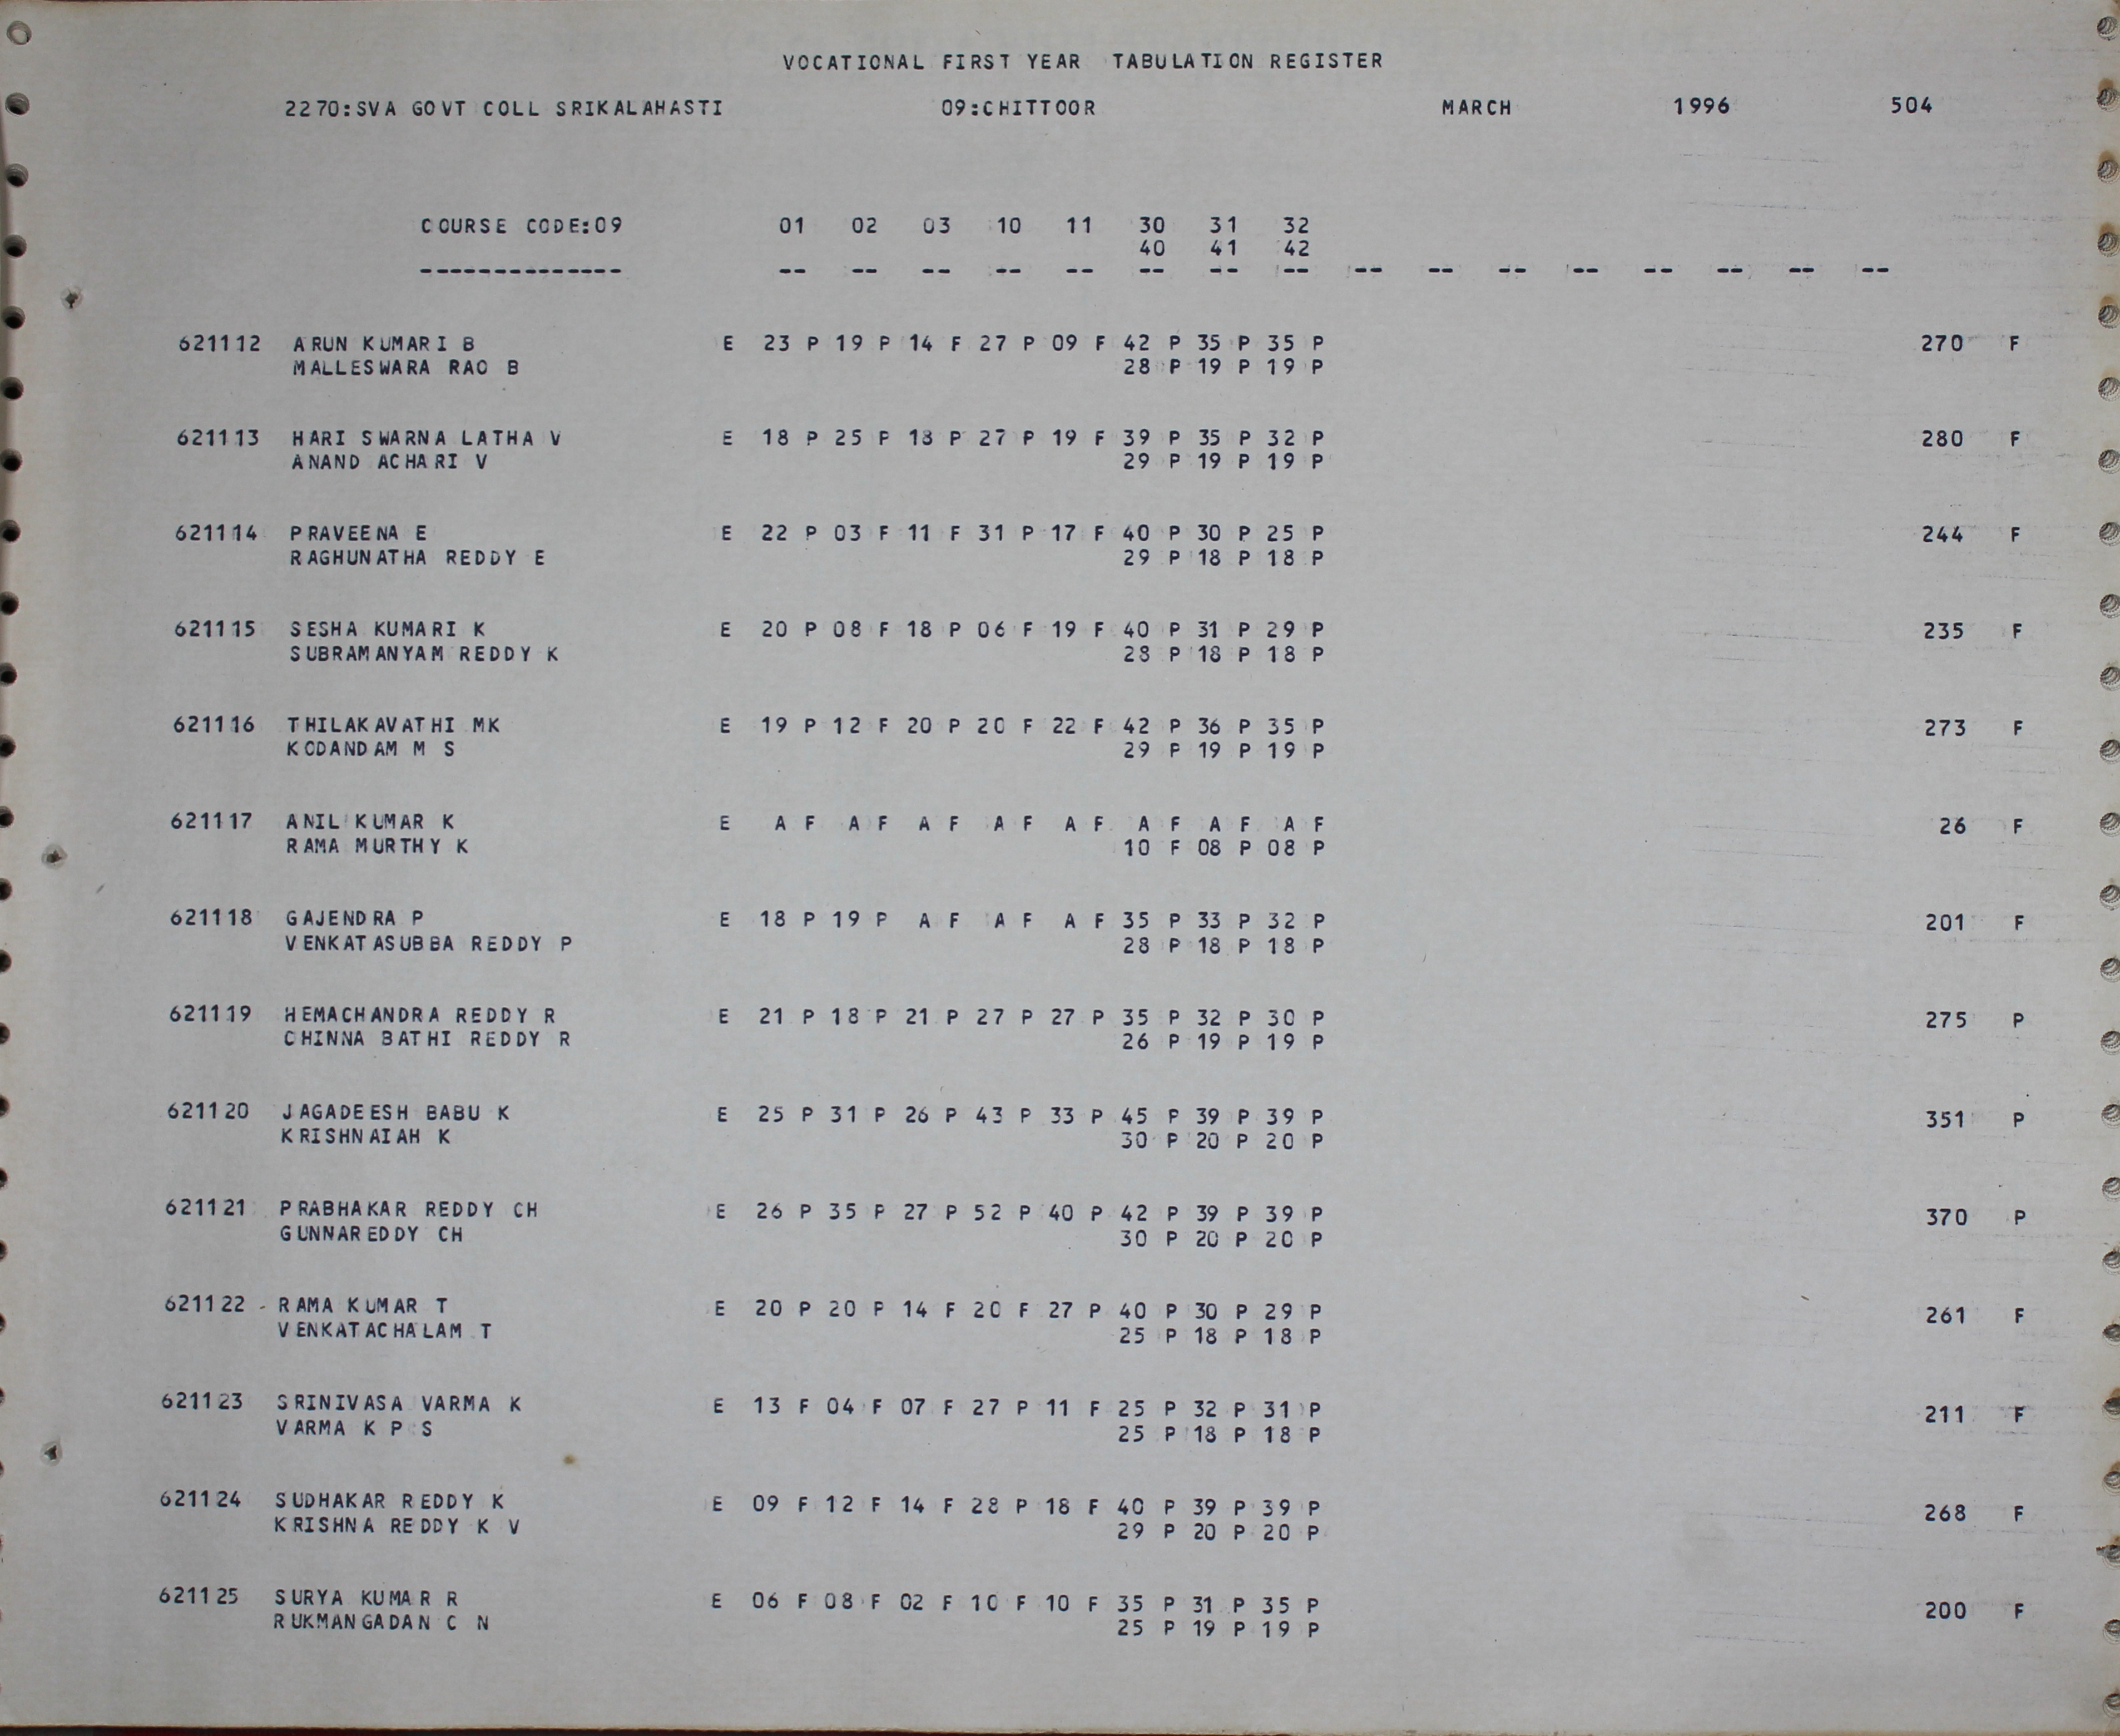 VOCATIONAL FIRST YEAR TABULATION REGISTER
2270:SVA GOVT COLL SRIKALAHASTI 09:CHITTOOR MARCH 1996 504
COURSE CODE:09 01 02 03 10 11 30 31 32
40 41 42
-------------- -- -- -- -- -- -- -- -- -- -- -- -- -- -- -- --
621112 ARUN KUMARI B E 23 P 19 P 14 F 27 P 09 F 42 P 35 P 35 P 270 F
MALLESWARA RAO B 28 P 19 P 19 P
621113 HARI SWARNA LATHA V E 18 P 25 P 18 P 27 P 19 F 39 P 35 P 32 P 280 F
ANAND ACHARI V 29 P 19 P 19 P
621114 PRAVEENA E E 22 P 03 F 11 F 31 P 17 F 40 P 30 P 25 P 244 F
RAGHUNATHA REDDY E 29 P 18 P 18 P
621115 SESHA KUMARI K E 20 P 08 F 18 P 06 F 19 F 40 P 31 P 29 P 235 F
SUBRAMANYAM REDDY K 28 P 18 P 18 P
621116 THILAKAVATHI MK E 19 P 12 F 20 P 20 F 22 F 42 P 36 P 35 P 273 F
KODANDAM M S 29 P 19 P 19 P
621117 ANIL KUMAR K E A F A F A F A F A F A F A F A F 26 F
RAMA MURTHY K 10 F 08 P 08 P
621118 GAJENDRA P E 18 P 19 P A F A F A F 35 P 33 P 32 P 201 F
VENKATASUBBA REDDY P 28 P 18 P 18 P
621119 HEMACHANDRA REDDY R E 21 P 18 P 21 P 27 P 27 P 35 P 32 P 30 P 275 P
CHINNA BATHI REDDY R 26 P 19 P 19 P
621120 JAGADEESH BABU K E 25 P 31 P 26 P 43 P 33 P 45 P 39 P 39 P 351 P
KRISHNAIAH K 30 P 20 P 20 P
621121 PRABHAKAR REDDY CH E 26 P 35 P 27 P 52 P 40 P 42 P 39 P 39 P 370 P
GUNNAREDDY CH 30 P 20 P 20 P
621122 RAMA KUMAR T E 20 P 20 P 14 F 20 F 27 P 40 P 30 P 29 P 261 F
VENKATACHALAM T 25 P 18 P 18 P
621123 SRINIVASA VARMA K E 13 F 04 F 07 F 27 P 11 F 25 P 32 P 31 P 211 F
VARMA K P S 25 P 18 P 18 P
621124 SUDHAKAR REDDY K E 09 F 12 F 14 F 28 P 18 F 40 P 39 P 39 P 268 F
KRISHNA REDDY K V 29 P 20 P 20 P
621125 SURYA KUMAR R E 06 F 08 F 02 F 10 F 10 F 35 P 31 P 35 P 200 F
RUKMANGADAN C N 25 P 19 P 19 P